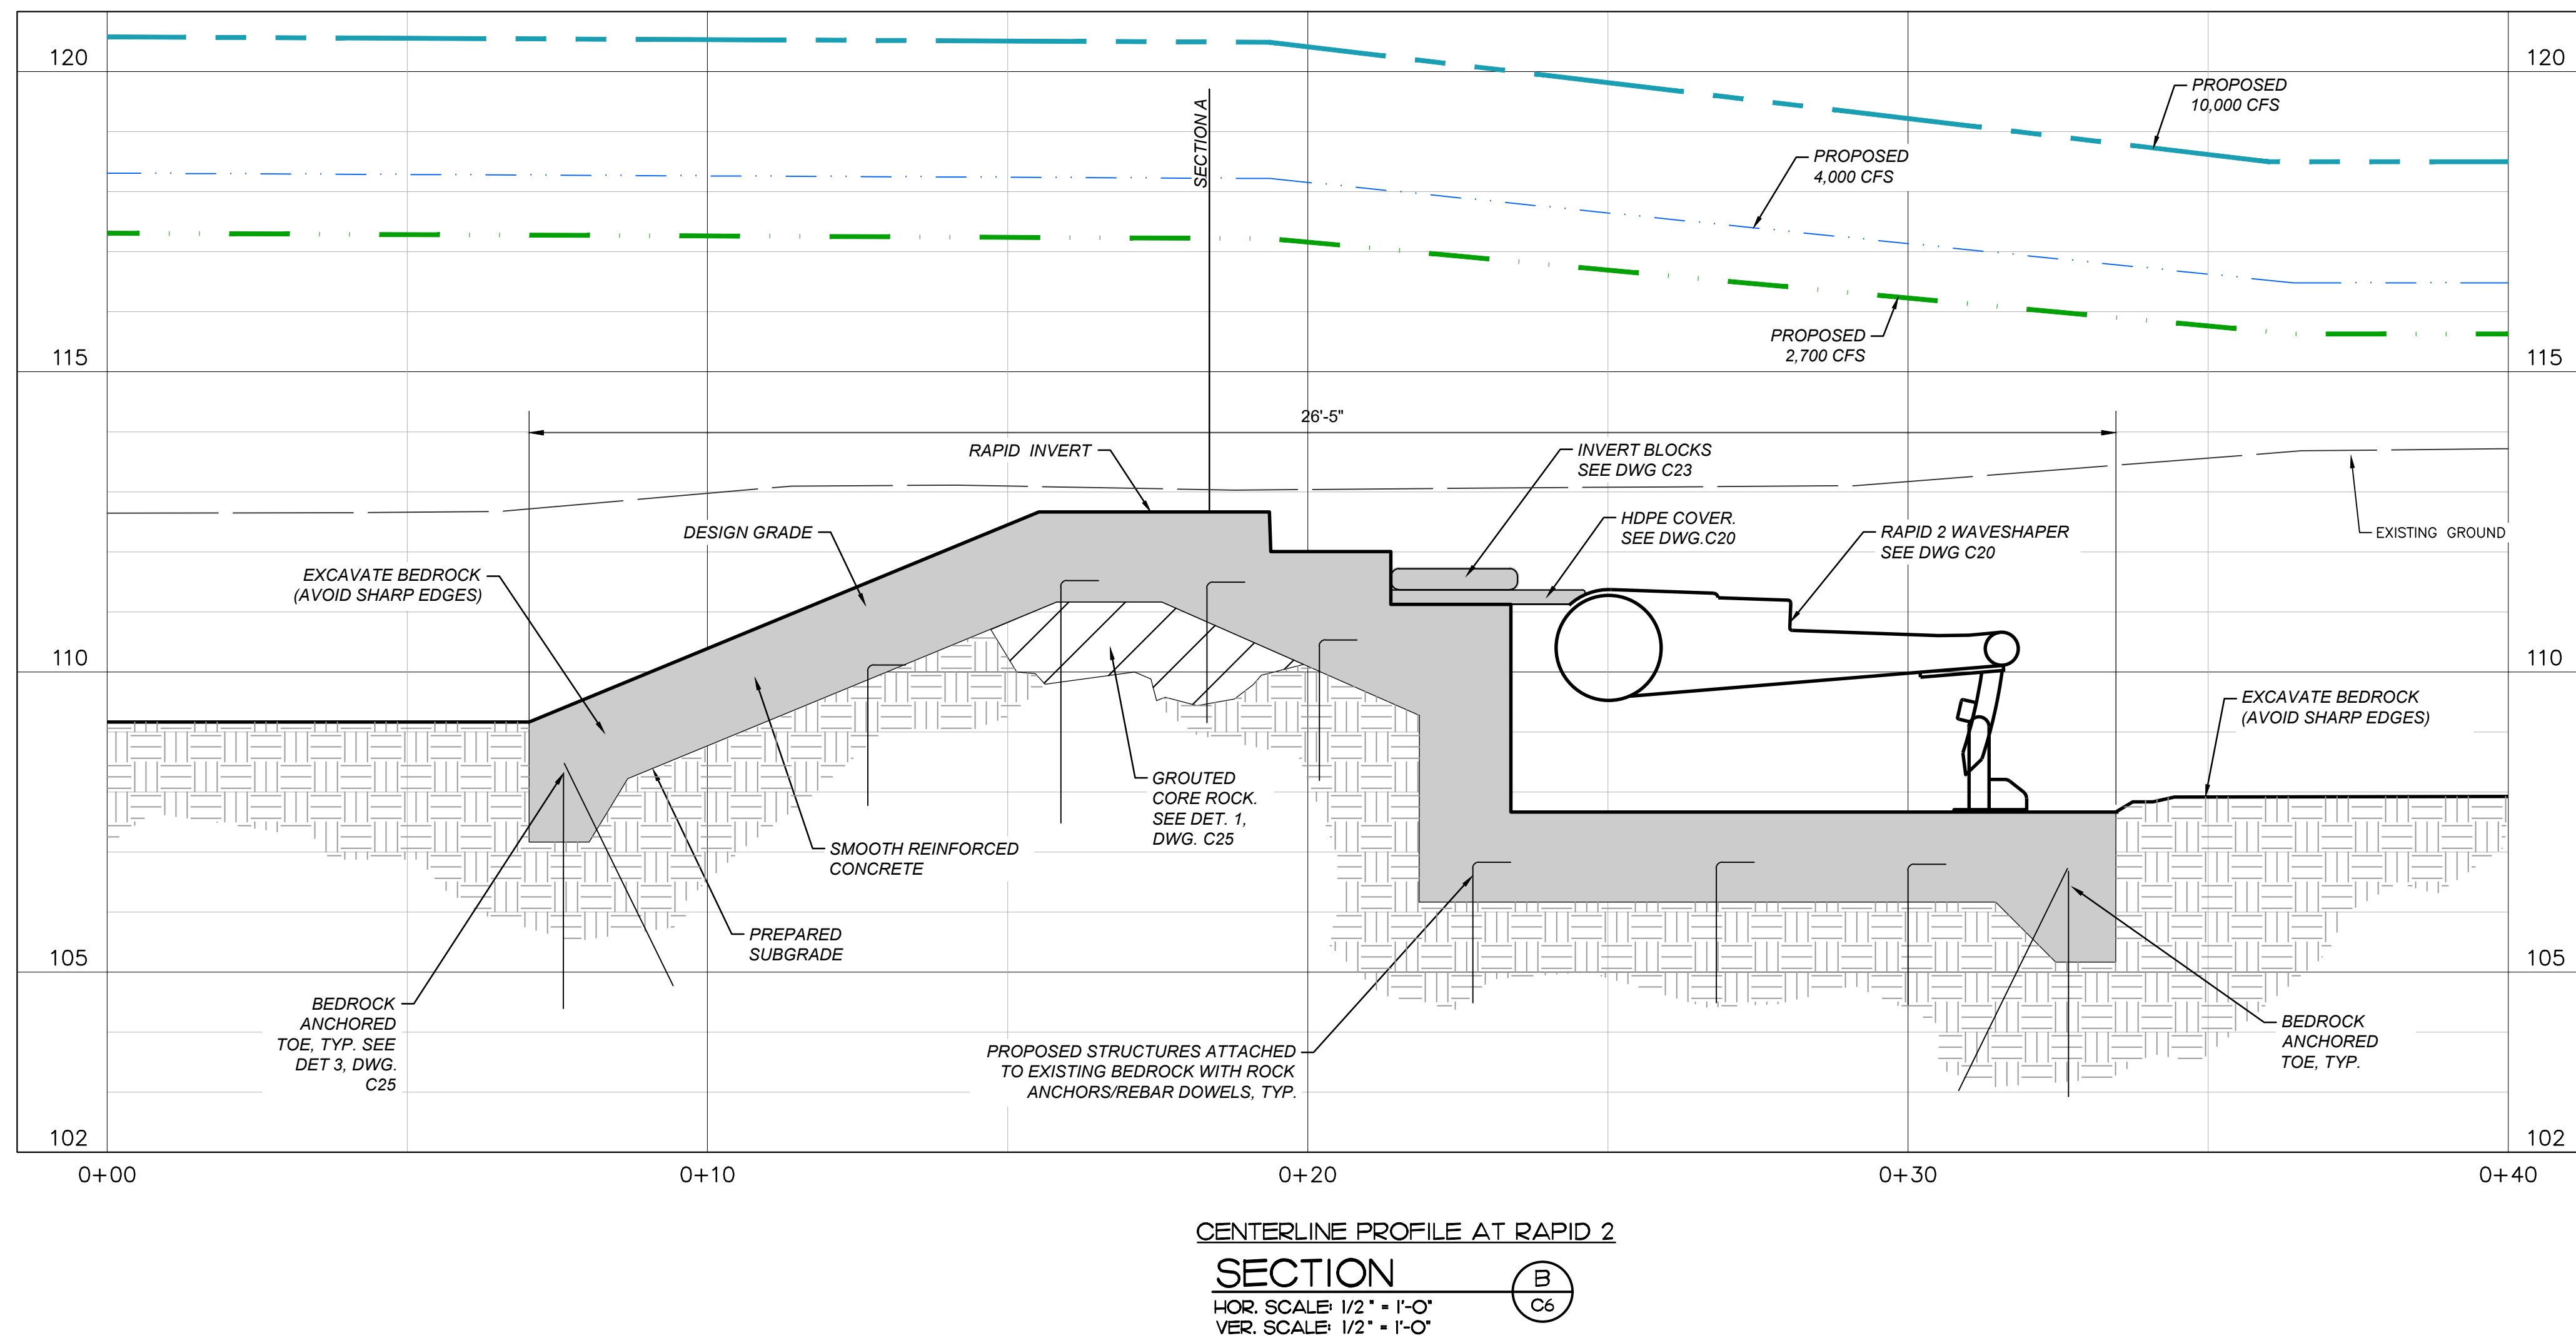 120
120
PROPOSED
10,000 CFS
SECTION A
PROPOSED
4,000 CFS
PROPOSED
2,700 CFS
115
115
26'-5"
RAPID INVERT
INVERT BLOCKS
SEE DWG C23
DESIGN GRADE
HDPE COVER.
SEE DWG.C20
RAPID 2 WAVESHAPER
SEE DWG C20
EXISTING GROUND
EXCAVATE BEDROCK
(AVOID SHARP EDGES)
110
110
EXCAVATE BEDROCK
(AVOID SHARP EDGES)
GROUTED
CORE ROCK.
SEE DET. 1,
DWG. C25
SMOOTH REINFORCED
CONCRETE
PREPARED
SUBGRADE
105
105
BEDROCK
ANCHORED
TOE, TYP. SEE
DET 3, DWG.
C25
PROPOSED STRUCTURES ATTACHED
TO EXISTING BEDROCK WITH ROCK
ANCHORS/REBAR DOWELS, TYP.
BEDROCK
ANCHORED
TOE, TYP.
102
102
0+00
0+10
0+20
0+30
0+40
CENTERLINE PROFILE AT RAPID 2
SECTION
B
C6
HOR. SCALE: 1/2" = 1'-0"
VER. SCALE: 1/2" = 1'-0"